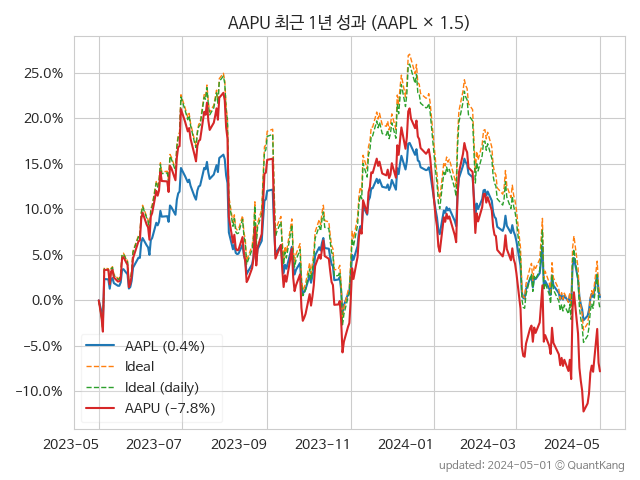 AAPU 최근 1년 성과 (AAPL × 1.5)
25.0%
20.0%
15.0%
10.0%
5.0%
0.0%
−5.0%
−10.0%
AAPL (0.4%)
Ideal
Ideal (daily)
AAPU (−7.8%)
2023-05 2023-07 2023-09 2023-11 2024-01 2024-03 2024-05
updated: 2024-05-01 © QuantKang